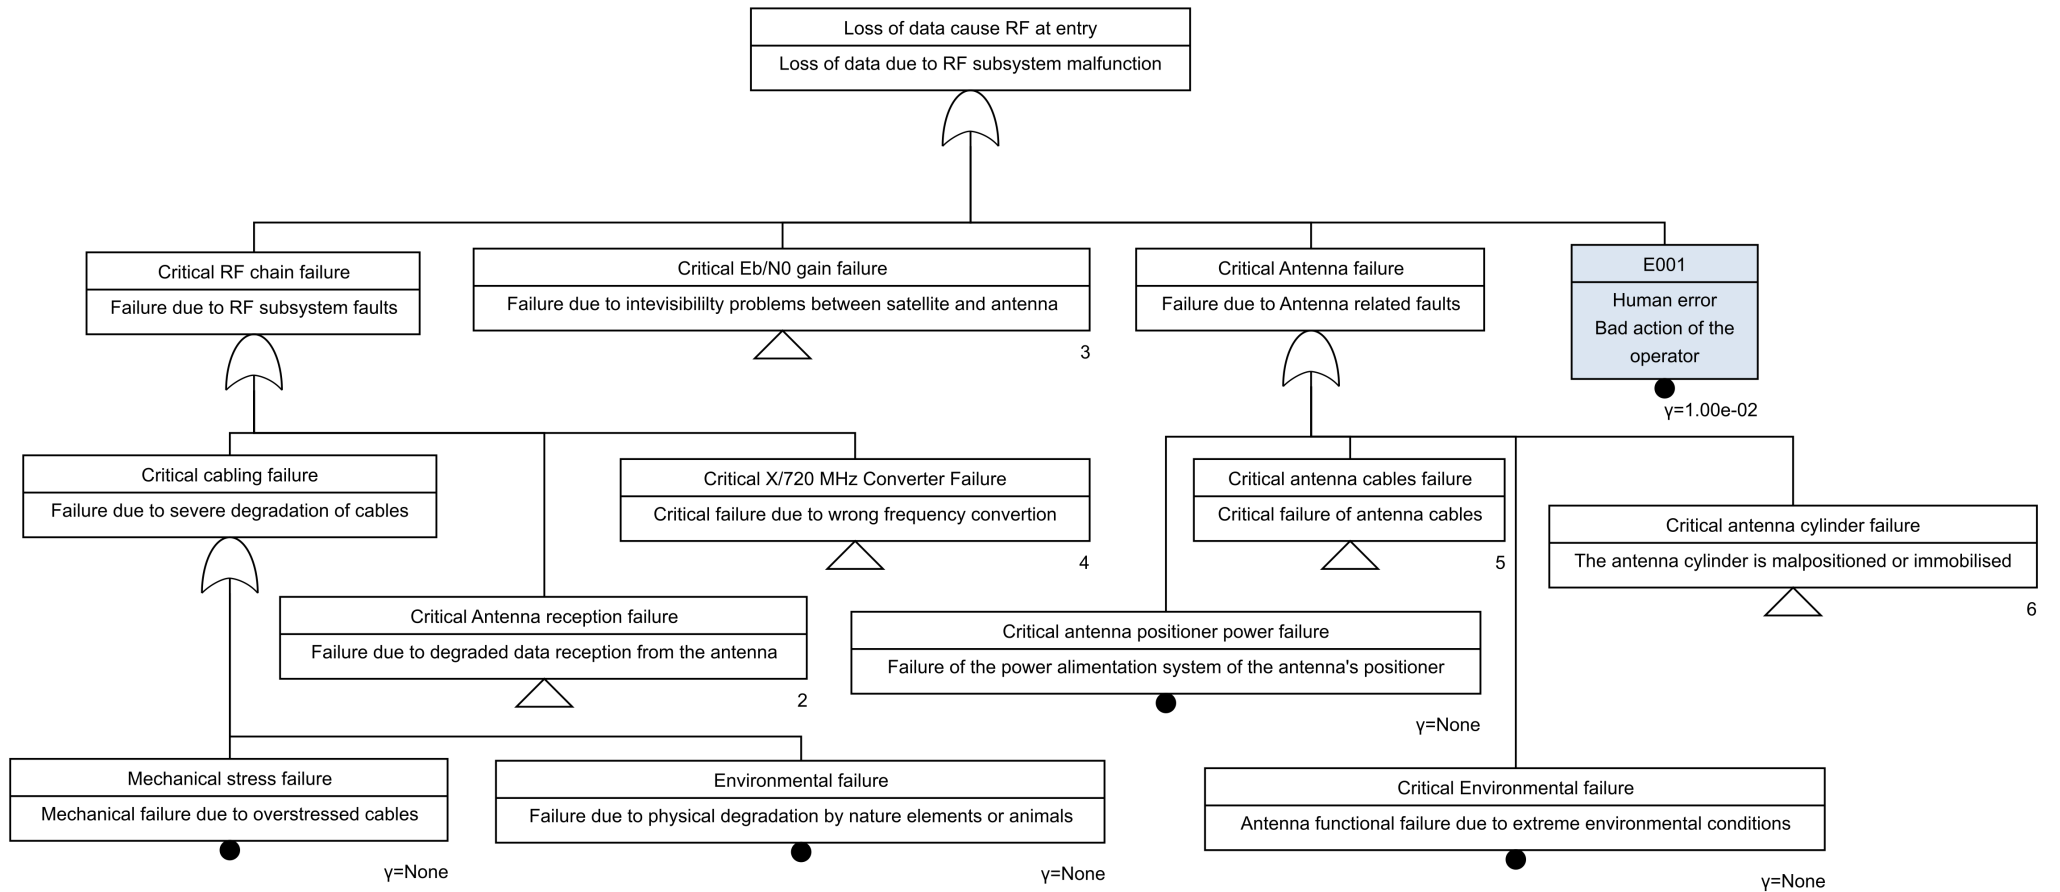 Loss of data cause RF at entry
Loss of data due to RF subsystem malfunction
Critical RF chain failure
Failure due to RF subsystem faults
Critical Eb/N0 gain failure
Failure due to intevisibililty problems between satellite and antenna
3
Critical Antenna failure
Failure due to Antenna related faults
E001
Human error
Bad action of the
operator
γ=1.00e-02
Critical cabling failure
Failure due to severe degradation of cables
Critical X/720 MHz Converter Failure
Critical failure due to wrong frequency convertion
4
Critical antenna cables failure
Critical failure of antenna cables
5
Critical antenna cylinder failure
The antenna cylinder is malpositioned or immobilised
6
Critical Antenna reception failure
Failure due to degraded data reception from the antenna
2
Critical antenna positioner power failure
Failure of the power alimentation system of the antenna's positioner
γ=None
Mechanical stress failure
Mechanical failure due to overstressed cables
γ=None
Environmental failure
Failure due to physical degradation by nature elements or animals
γ=None
Critical Environmental failure
Antenna functional failure due to extreme environmental conditions
γ=None